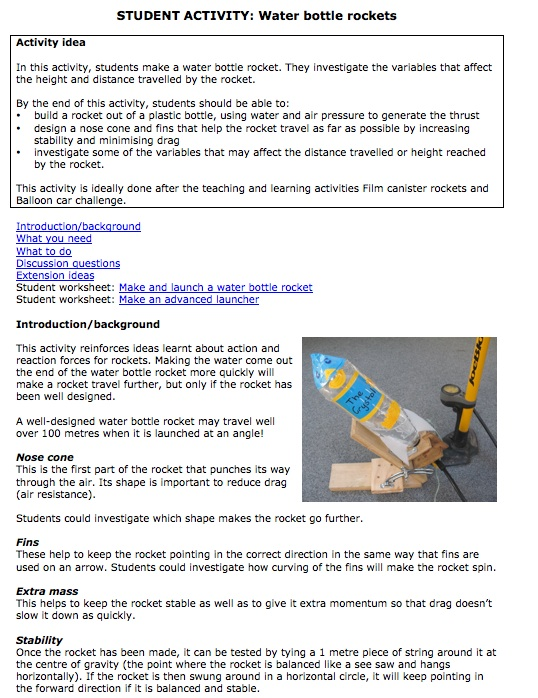 STUDENT ACTIVITY: Water bottle rockets
Activity idea
In this activity, students make a water bottle rocket. They investigate the variables that affect
the height and distance travelled by the rocket.
By the end of this activity, students should be able to:
• build a rocket out of a plastic bottle, using water and air pressure to generate the thrust
• design a nose cone and fins that help the rocket travel as far as possible by increasing
stability and minimising drag
• investigate some of the variables that may affect the distance travelled or height reached
by the rocket.
This activity is ideally done after the teaching and learning activities Film canister rockets and
Balloon car challenge.
Introduction/background
What you need
What to do
Discussion questions
Extension ideas
Student worksheet: Make and launch a water bottle rocket
Student worksheet: Make an advanced launcher
Introduction/background
This activity reinforces ideas learnt about action and
reaction forces for rockets. Making the water come out
the end of the water bottle rocket more quickly will
make a rocket travel further, but only if the rocket has
been well designed.
A well-designed water bottle rocket may travel well
over 100 metres when it is launched at an angle!
The
Crystal
Nose cone
This is the first part of the rocket that punches its way
through the air. Its shape is important to reduce drag
(air resistance).
Students could investigate which shape makes the rocket go further.
Fins
These help to keep the rocket pointing in the correct direction in the same way that fins are
used on an arrow. Students could investigate how curving of the fins will make the rocket spin.
Extra mass
This helps to keep the rocket stable as well as to give it extra momentum so that drag doesn't
slow it down as quickly.
Stability
Once the rocket has been made, it can be tested by tying a 1 metre piece of string around it at
the centre of gravity (the point where the rocket is balanced like a see saw and hangs
horizontally). If the rocket is then swung around in a horizontal circle, it will keep pointing in
the forward direction if it is balanced and stable.